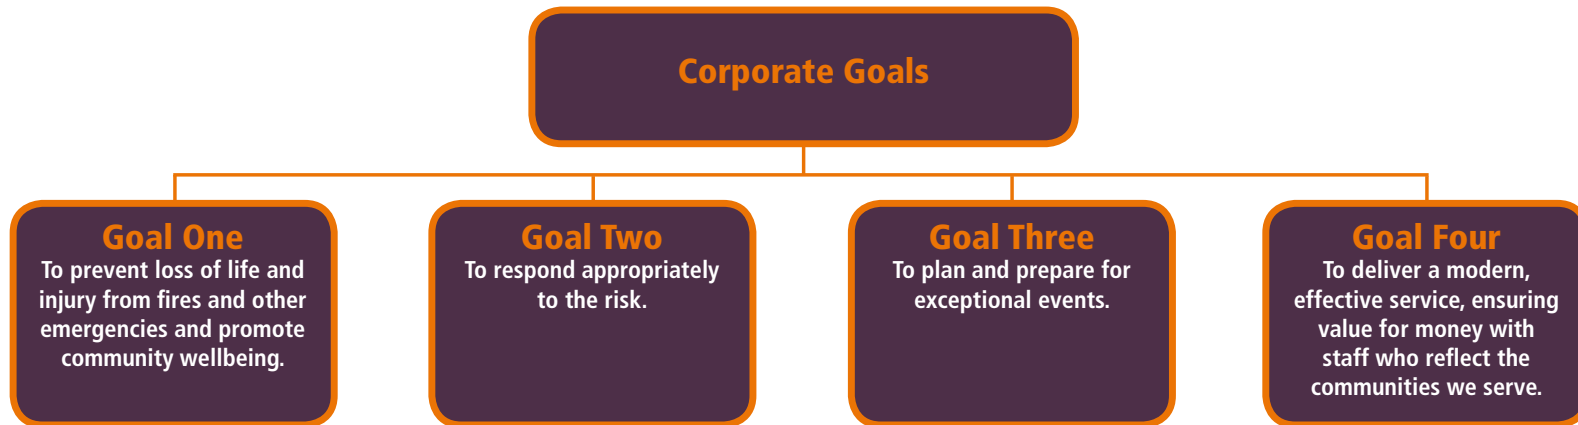 Corporate Goals
Goal One
To prevent loss of life and
injury from fires and other
emergencies and promote
community wellbeing.
Goal Two
To respond appropriately
to the risk.
Goal Three
To plan and prepare for
exceptional events.
Goal Four
To deliver a modern,
effective service, ensuring
value for money with
staff who reflect the
communities we serve.